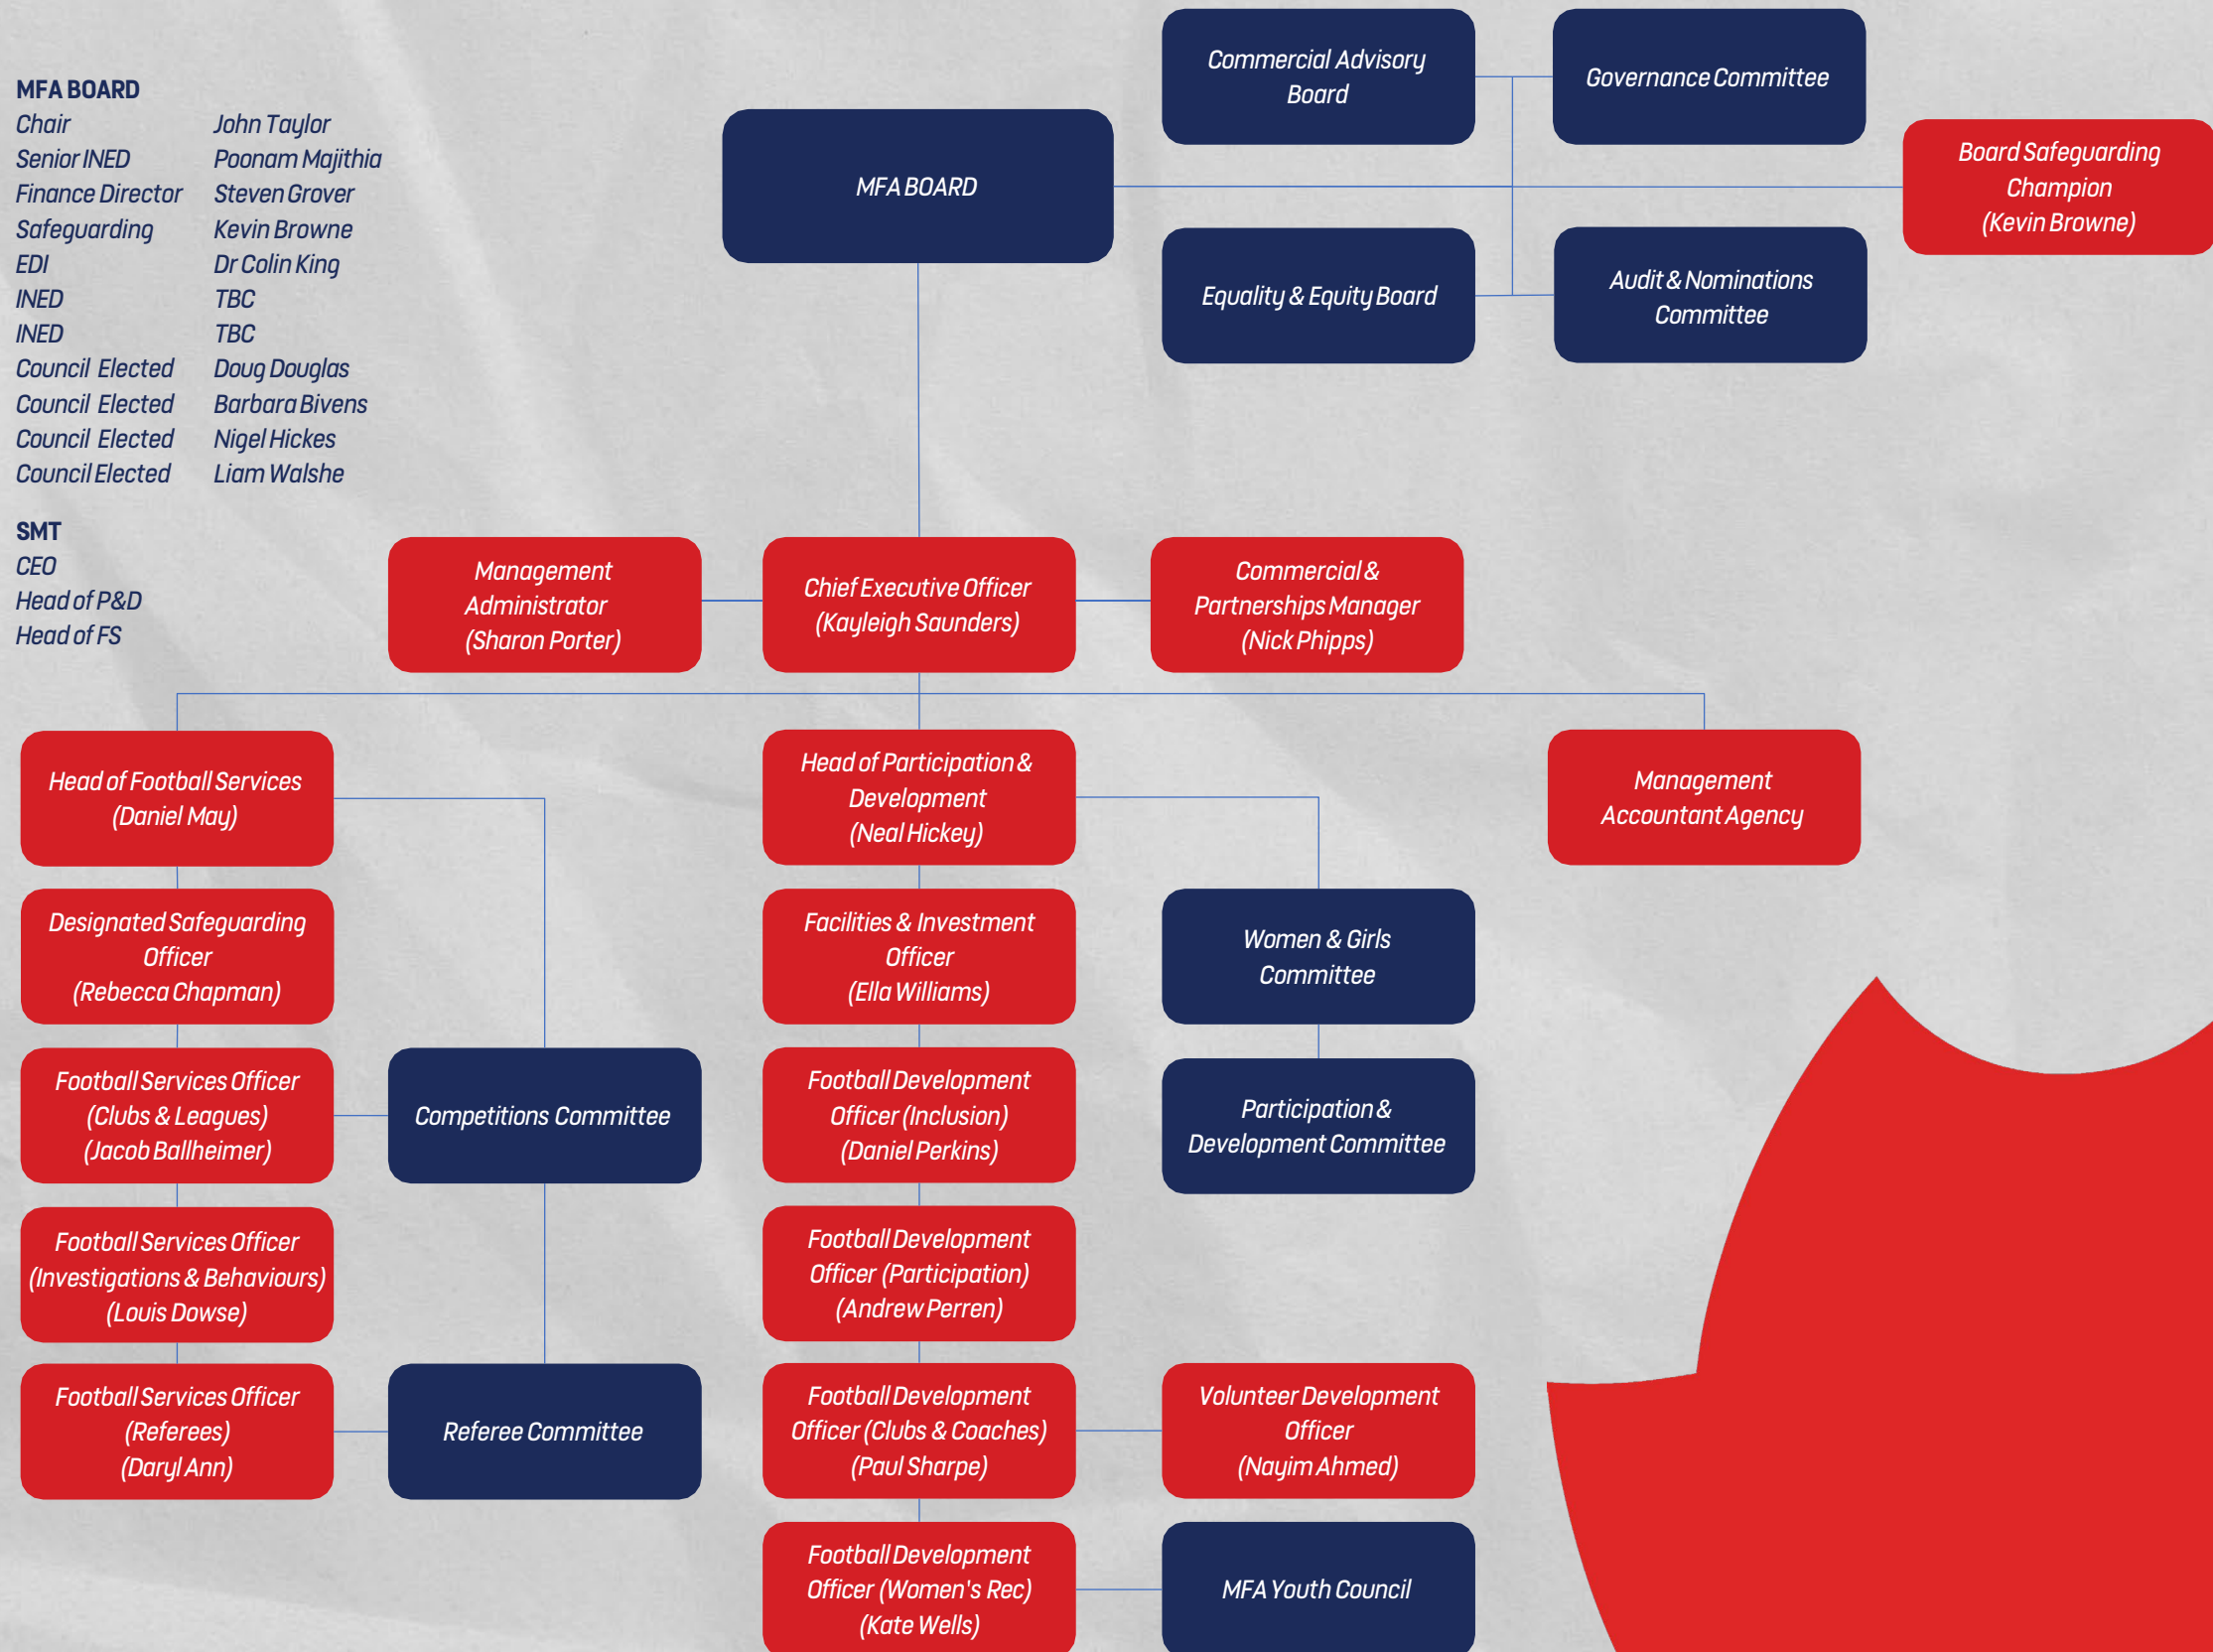 MFA BOARD
Chair John Taylor
Senior INED Poonam Majithia
Finance Director Steven Grover
Safeguarding Kevin Browne
EDI Dr Colin King
INED TBC
INED TBC
Council Elected Doug Douglas
Council Elected Barbara Bivens
Council Elected Nigel Hickes
Council Elected Liam Walshe
SMT
CEO
Head of P&D
Head of FS
MFA BOARD
Commercial Advisory
Board
Governance Committee
Board Safeguarding
Champion
(Kevin Browne)
Equality & Equity Board
Audit & Nominations
Committee
Management
Administrator
(Sharon Porter)
Chief Executive Officer
(Kayleigh Saunders)
Commercial &
Partnerships Manager
(Nick Phipps)
Head of Football Services
(Daniel May)
Head of Participation &
Development
(Neal Hickey)
Management
Accountant Agency
Designated Safeguarding
Officer
(Rebecca Chapman)
Facilities & Investment
Officer
(Ella Williams)
Women & Girls
Committee
Football Services Officer
(Clubs & Leagues)
(Jacob Ballheimer)
Competitions Committee
Football Development
Officer (Inclusion)
(Daniel Perkins)
Participation &
Development Committee
Football Services Officer
(Investigations & Behaviours)
(Louis Dowse)
Football Development
Officer (Participation)
(Andrew Perren)
Football Services Officer
(Referees)
(Daryl Ann)
Referee Committee
Football Development
Officer (Clubs & Coaches)
(Paul Sharpe)
Volunteer Development
Officer
(Nayim Ahmed)
Football Development
Officer (Women's Rec)
(Kate Wells)
MFA Youth Council